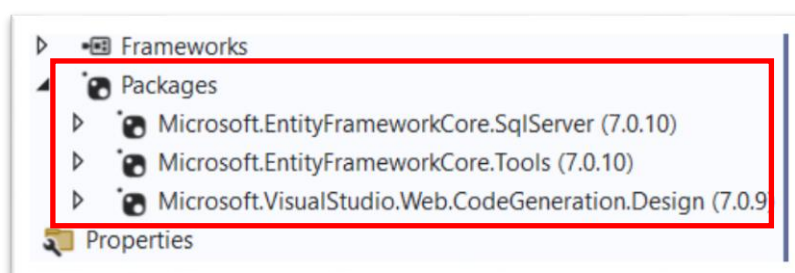 Frameworks
Packages
Microsoft.EntityFrameworkCore.SqlServer (7.0.10)
Microsoft.EntityFrameworkCore.Tools (7.0.10)
Microsoft.VisualStudio.Web.CodeGeneration.Design (7.0.9)
Properties